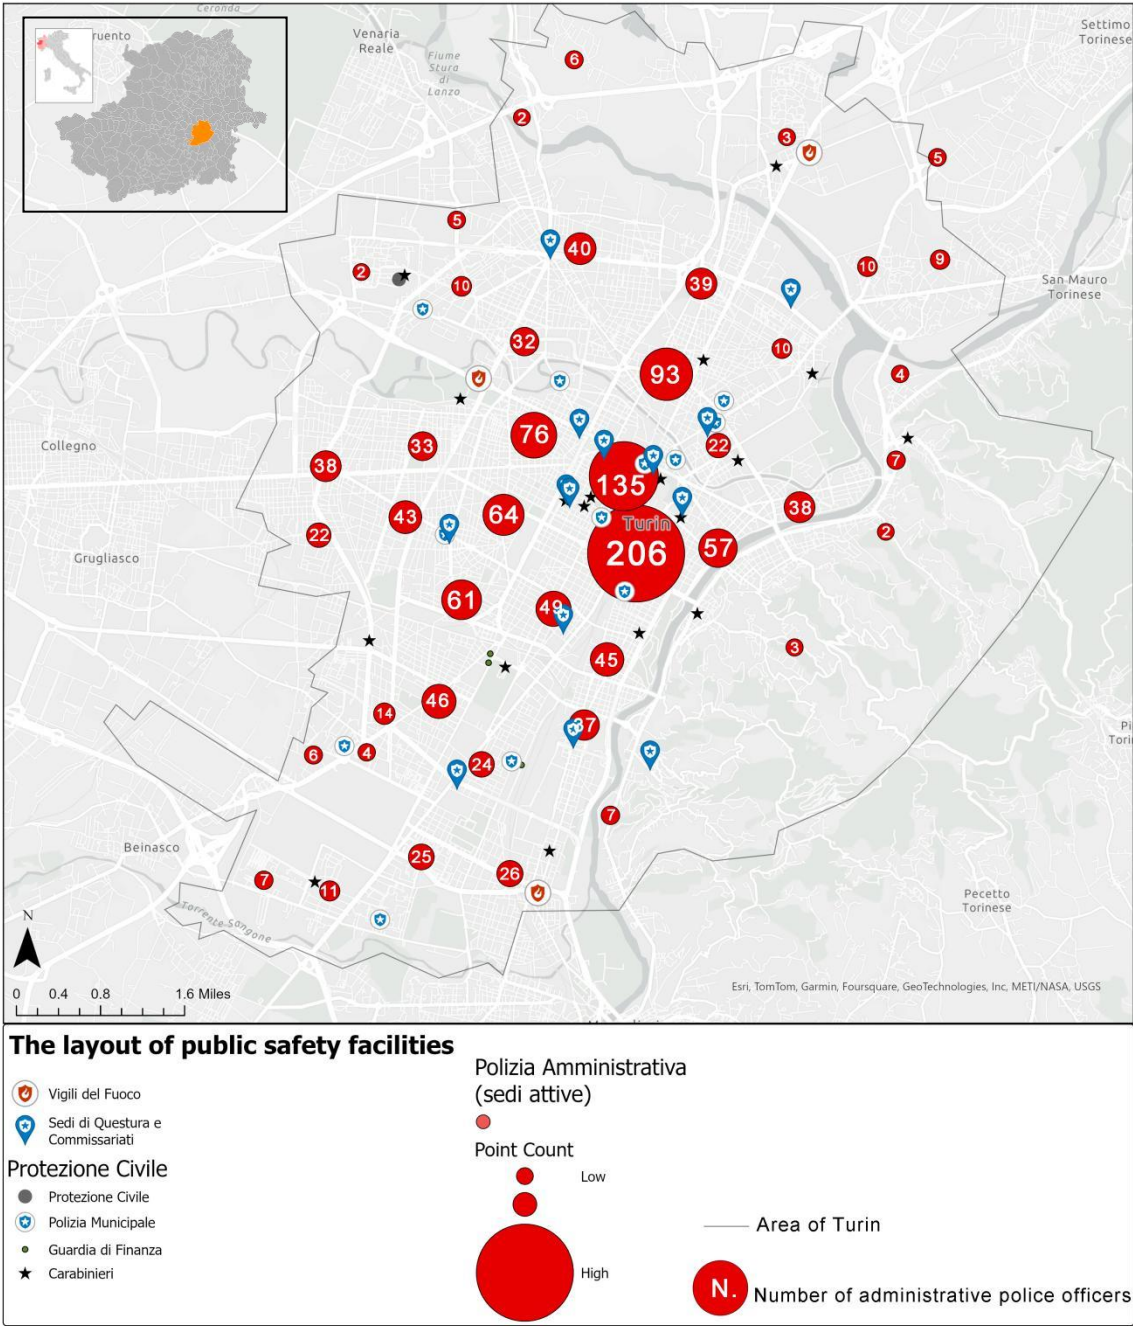 Ceronda
ruento
Venaria
Reale
Fiume
Stura
di
Lanzo
Settimo
Torinese
6
2
3
5
5
40
9
10
2
10
39
San Mauro
Torinese
32
10
93
4
76
33
22
Collegno
38
7
135
64
43
38
Turin
22
2
206
57
Grugliasco
61
49
3
45
46
14
37
6
4
24
7
Beinasco
25
26
7
11
Pecetto
Torinese
Torrente Sangone
N
0 0.4 0.8 1.6 Miles
Esri, TomTom, Garmin, Foursquare, GeoTechnologies, Inc, METI/NASA, USGS
The layout of public safety facilities
Vigili del Fuoco
Sedi di Questura e
Commissariati
Protezione Civile
Protezione Civile
Polizia Municipale
Guardia di Finanza
Carabinieri
Polizia Amministrativa
(sedi attive)
Point Count
Low
High
Area of Turin
N. Number of administrative police officers